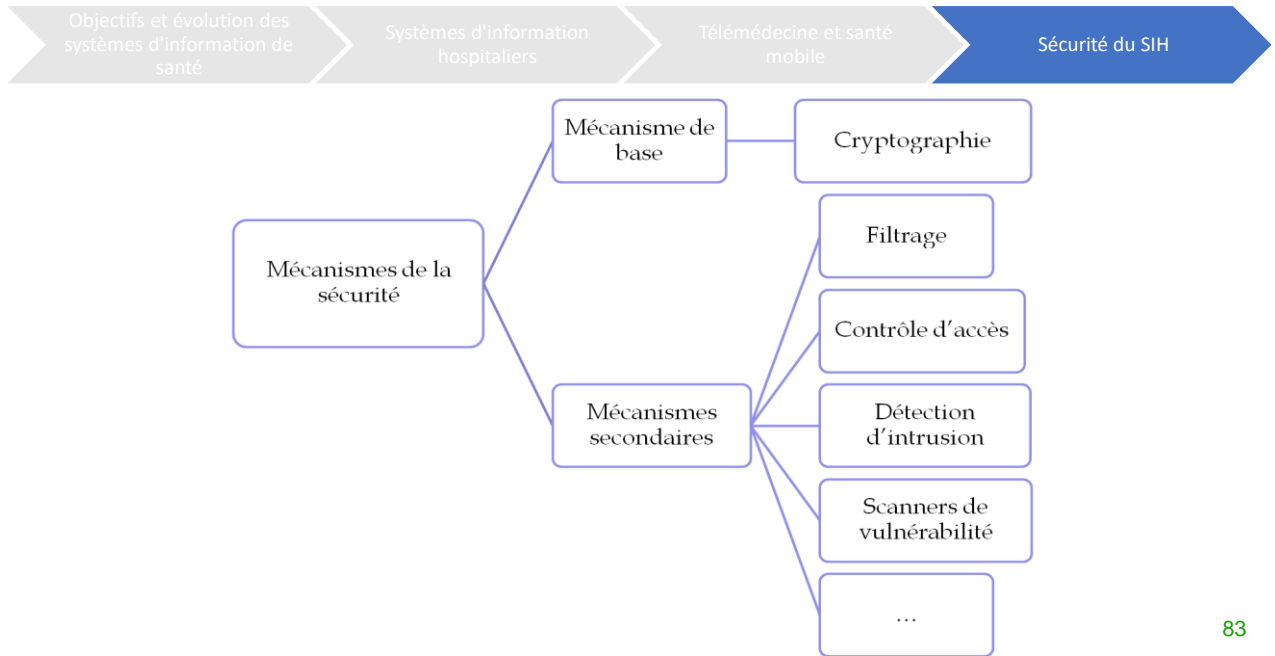 Objectifs et évolution des
systèmes d'information de
santé
Systèmes d'information
hospitaliers
Télémédecine et santé
mobile
Sécurité du SIH
Mécanismes de la
sécurité
Mécanisme de
base
Cryptographie
Mécanismes
secondaires
Filtrage
Contrôle d’accès
Détection
d’intrusion
Scanners de
vulnérabilité
…
83